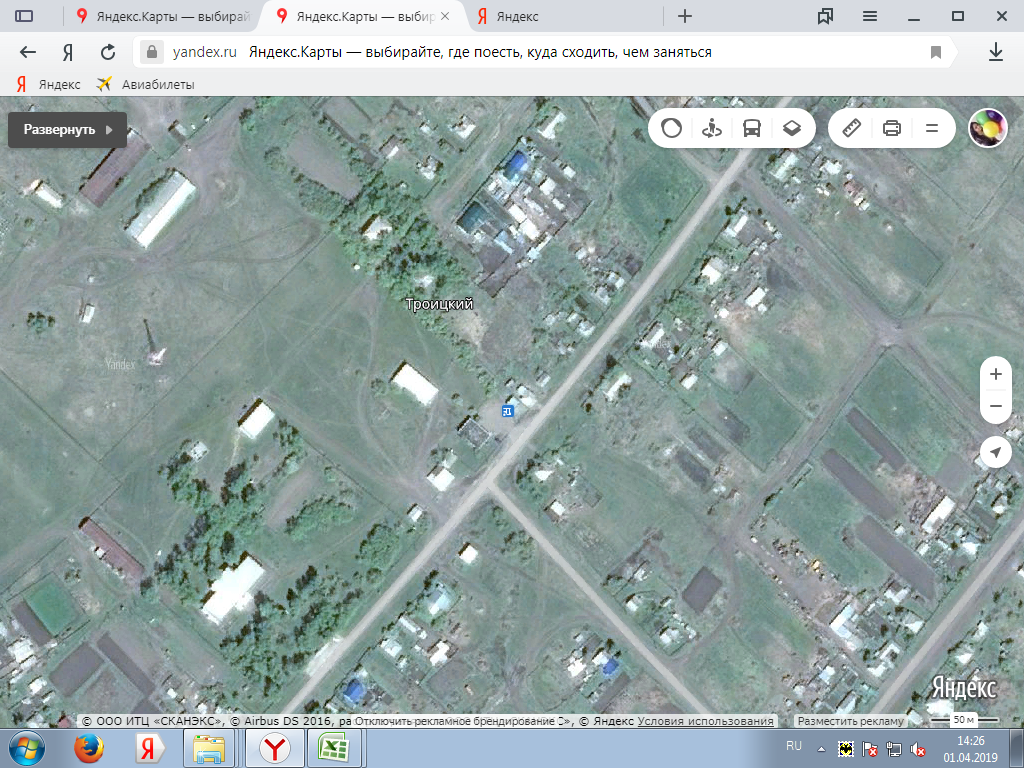 Яндекс.Карты — выбирай
Яндекс.Карты — выбир
Яндекс
Я
yandex.ru Яндекс.Карты — выбирайте, где поесть, куда сходить, чем заняться
Я Яндекс Авиабилеты
Развернуть
Троицкий
Yandex
Яндекс
© ООО ИТЦ «СКАНЭКС», © Airbus DS 2016, ра Отключить рекламное брендирование С», © Яндекс Условия использования
Разместить рекламу
50 м
RU
14:26
01.04.2019